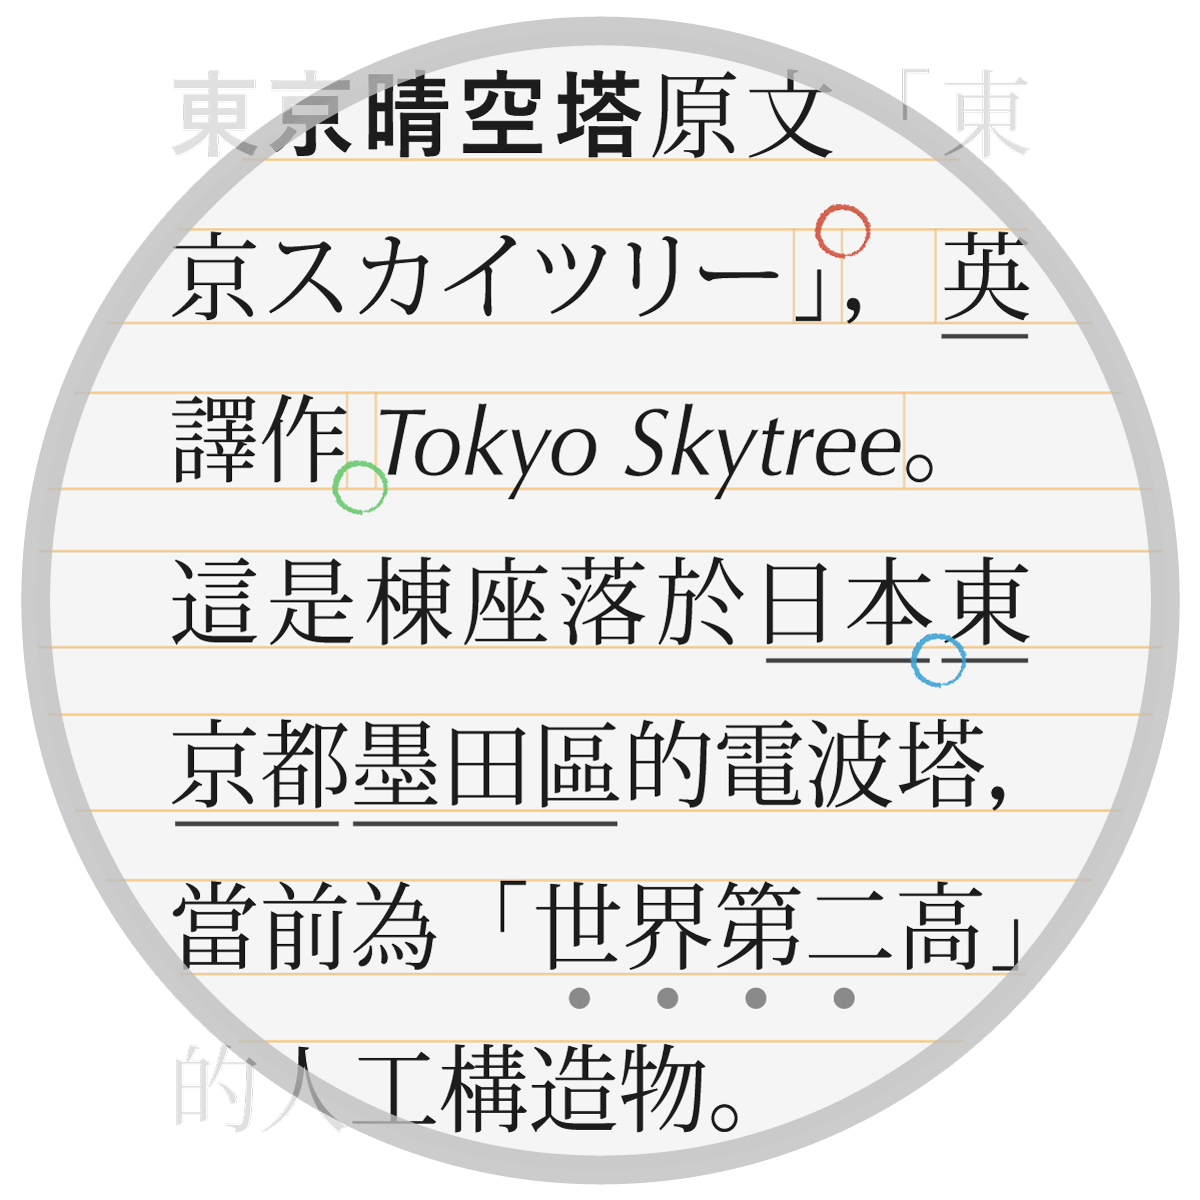 東京晴空塔原文「東
京スカイツリー」，英
譯作 Tokyo Skytree。
這是棟座落於日本東
京都墨田區的電波塔，
當前為「世界第二高」
的人工構造物。